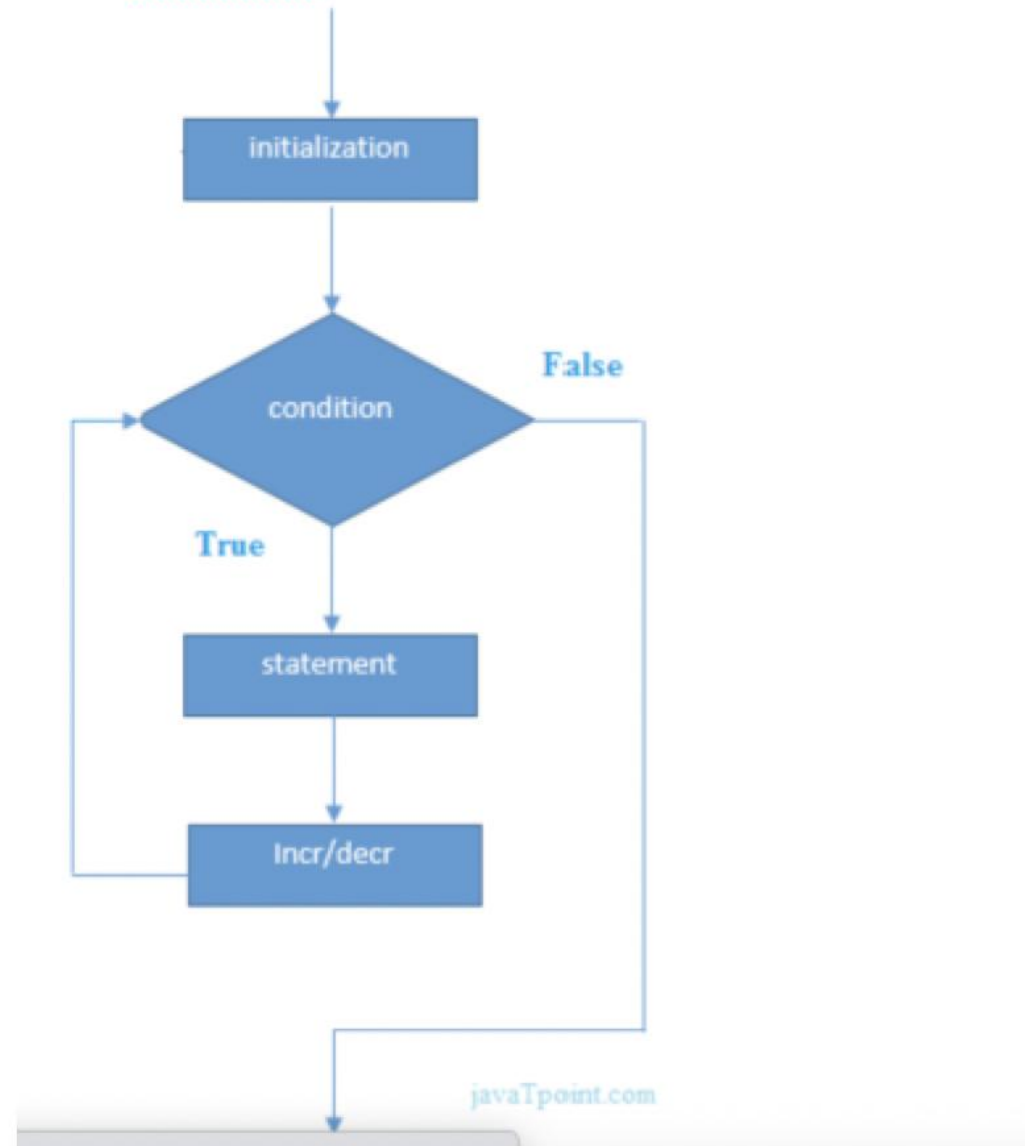 initialization
condition
False
True
statement
Incr/decr
javaTpoint.com